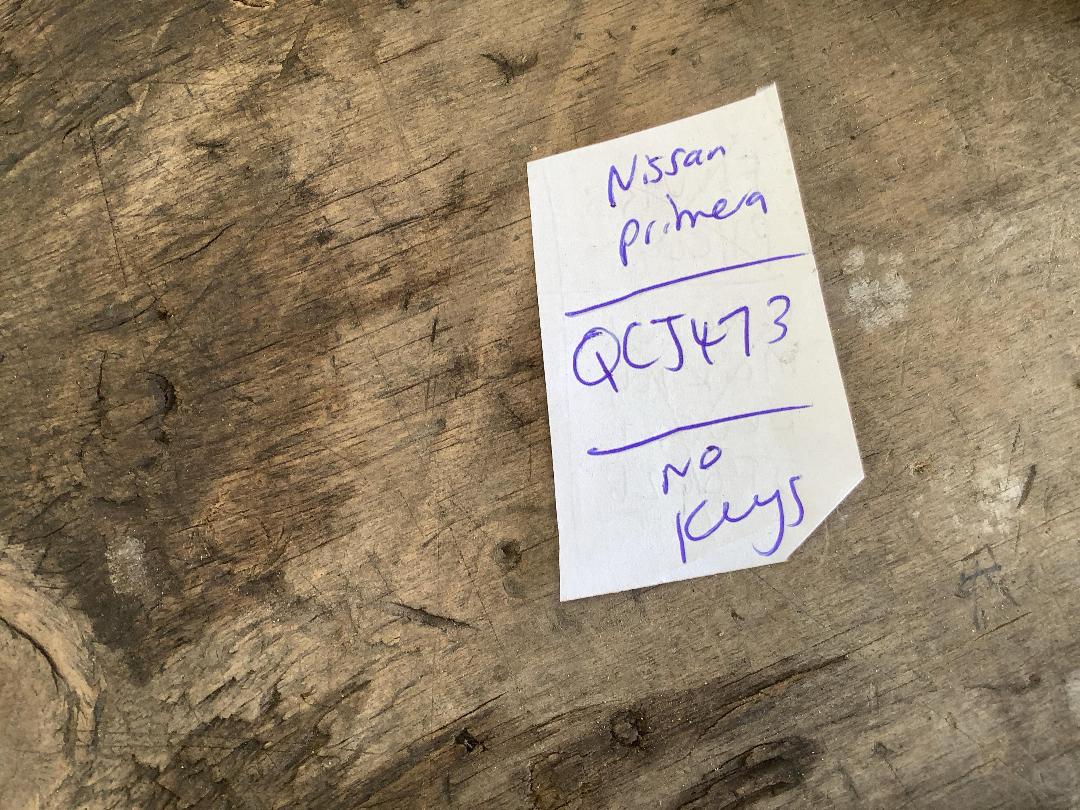 Nissan
primera
QCJ473
NO
Keys